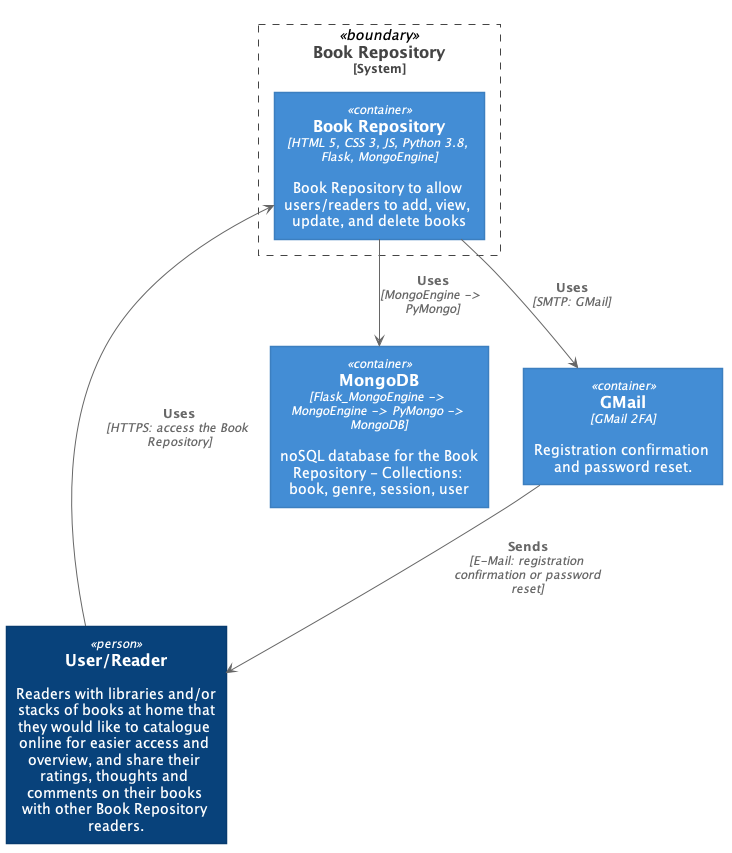 «boundary»
Book Repository
[System]
«container»
Book Repository
[HTML 5, CSS 3, JS, Python 3.8,
Flask, MongoEngine]
Book Repository to allow
users/readers to add, view,
update, and delete books
Uses
[MongoEngine ->
PyMongo]
Uses
[SMTP: GMail]
«container»
MongoDB
[Flask_MongoEngine ->
MongoEngine -> PyMongo ->
MongoDB]
noSQL database for the Book
Repository - Collections:
book, genre, session, user
«container»
GMail
[GMail 2FA]
Registration confirmation
and password reset.
Uses
[HTTPS: access the Book
Repository]
Sends
[E-Mail: registration
confirmation or password
reset]
«person»
User/Reader
Readers with libraries and/or
stacks of books at home that
they would like to catalogue
online for easier access and
overview, and share their
ratings, thoughts and
comments on their books
with other Book Repository
readers.